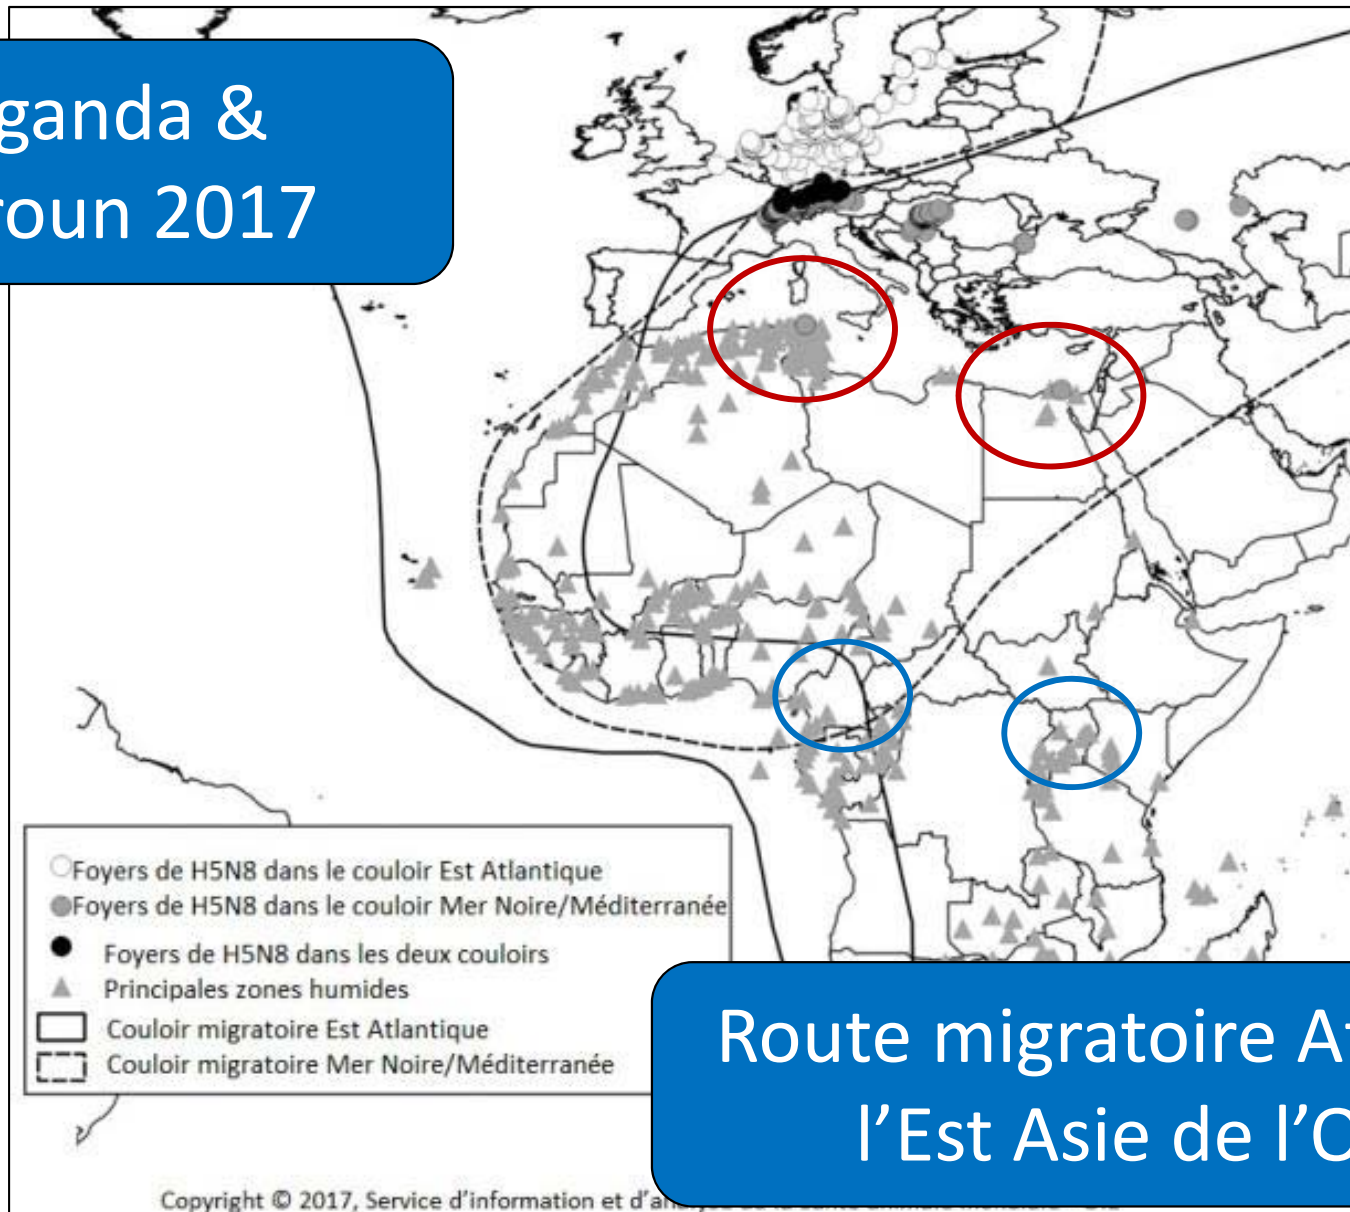 ganda &
roun 2017
Foyers de H5N8 dans le couloir Est Atlantique
Foyers de H5N8 dans le couloir Mer Noire/Méditerranée
Foyers de H5N8 dans les deux couloirs
Principales zones humides
Couloir migratoire Est Atlantique
Couloir migratoire Mer Noire/Méditerranée
Route migratoire
l'Est Asie de l'O
Copyright © 2017, Service d'information et